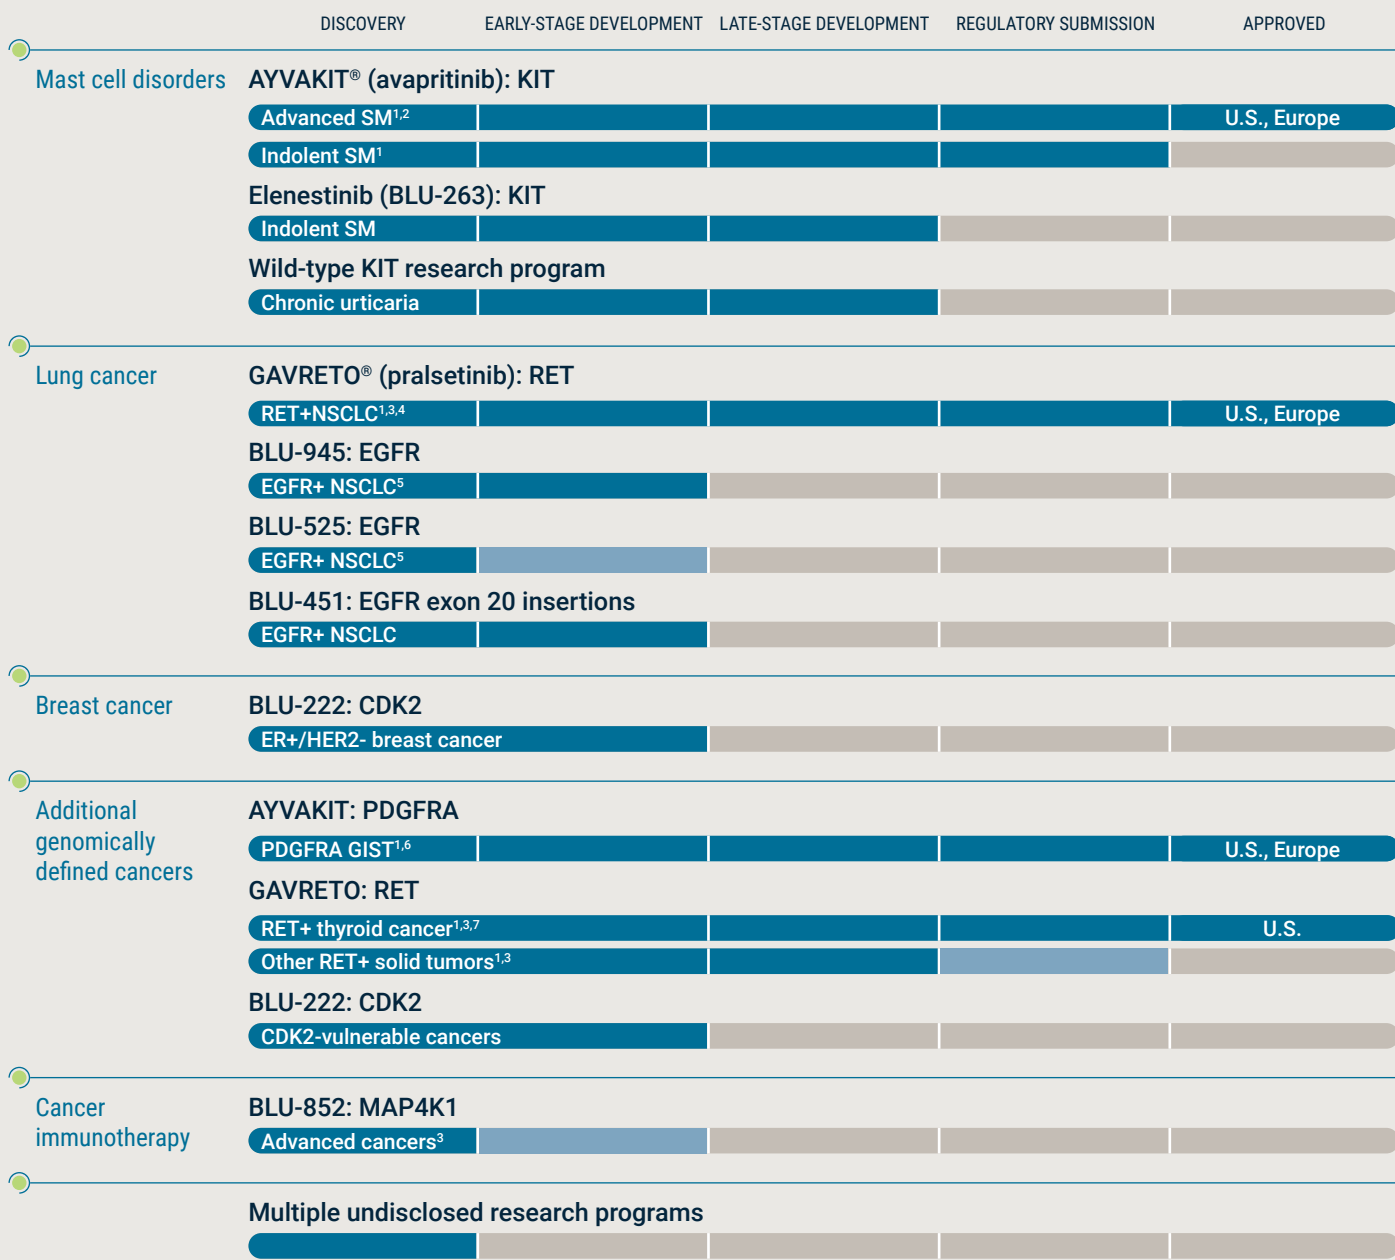 DISCOVERY EARLY-STAGE DEVELOPMENT LATE-STAGE DEVELOPMENT REGULATORY SUBMISSION APPROVED
Mast cell disorders AYVAKIT® (avapritinib): KIT
Advanced SM¹,² U.S., Europe
Indolent SM¹
Elenestinib (BLU-263): KIT
Indolent SM
Wild-type KIT research program
Chronic urticaria
Lung cancer GAVRETO® (pralsetinib): RET
RET+NSCLC¹,³,⁴ U.S., Europe
BLU-945: EGFR
EGFR+ NSCLC⁵
BLU-525: EGFR
EGFR+ NSCLC⁵
BLU-451: EGFR exon 20 insertions
EGFR+ NSCLC
Breast cancer BLU-222: CDK2
ER+/HER2- breast cancer
Additional
genomically
defined cancers
AYVAKIT: PDGFRA
PDGFRA GIST¹,⁶ U.S., Europe
GAVRETO: RET
RET+ thyroid cancer¹,³,⁷ U.S.
Other RET+ solid tumors¹,³
BLU-222: CDK2
CDK2-vulnerable cancers
Cancer
immunotherapy
BLU-852: MAP4K1
Advanced cancers³
Multiple undisclosed research programs